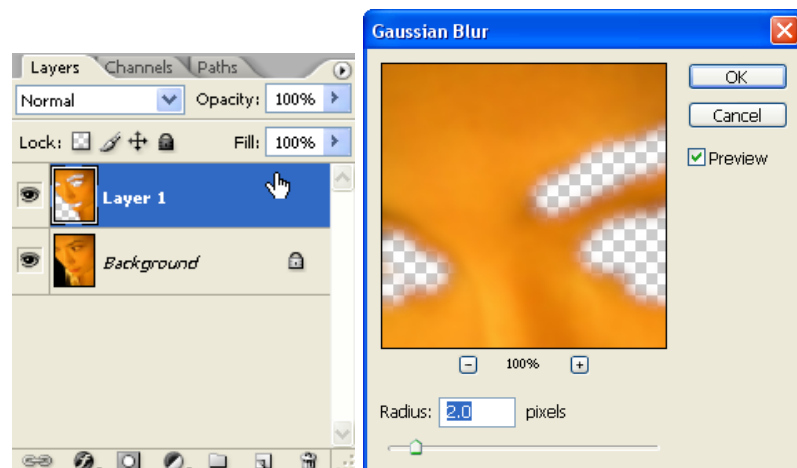 Layers Channels Paths
Normal Opacity: 100%
Lock: Fill: 100%
Layer 1
Background
Gaussian Blur
OK
Cancel
Preview
100%
Radius: 2.0 pixels